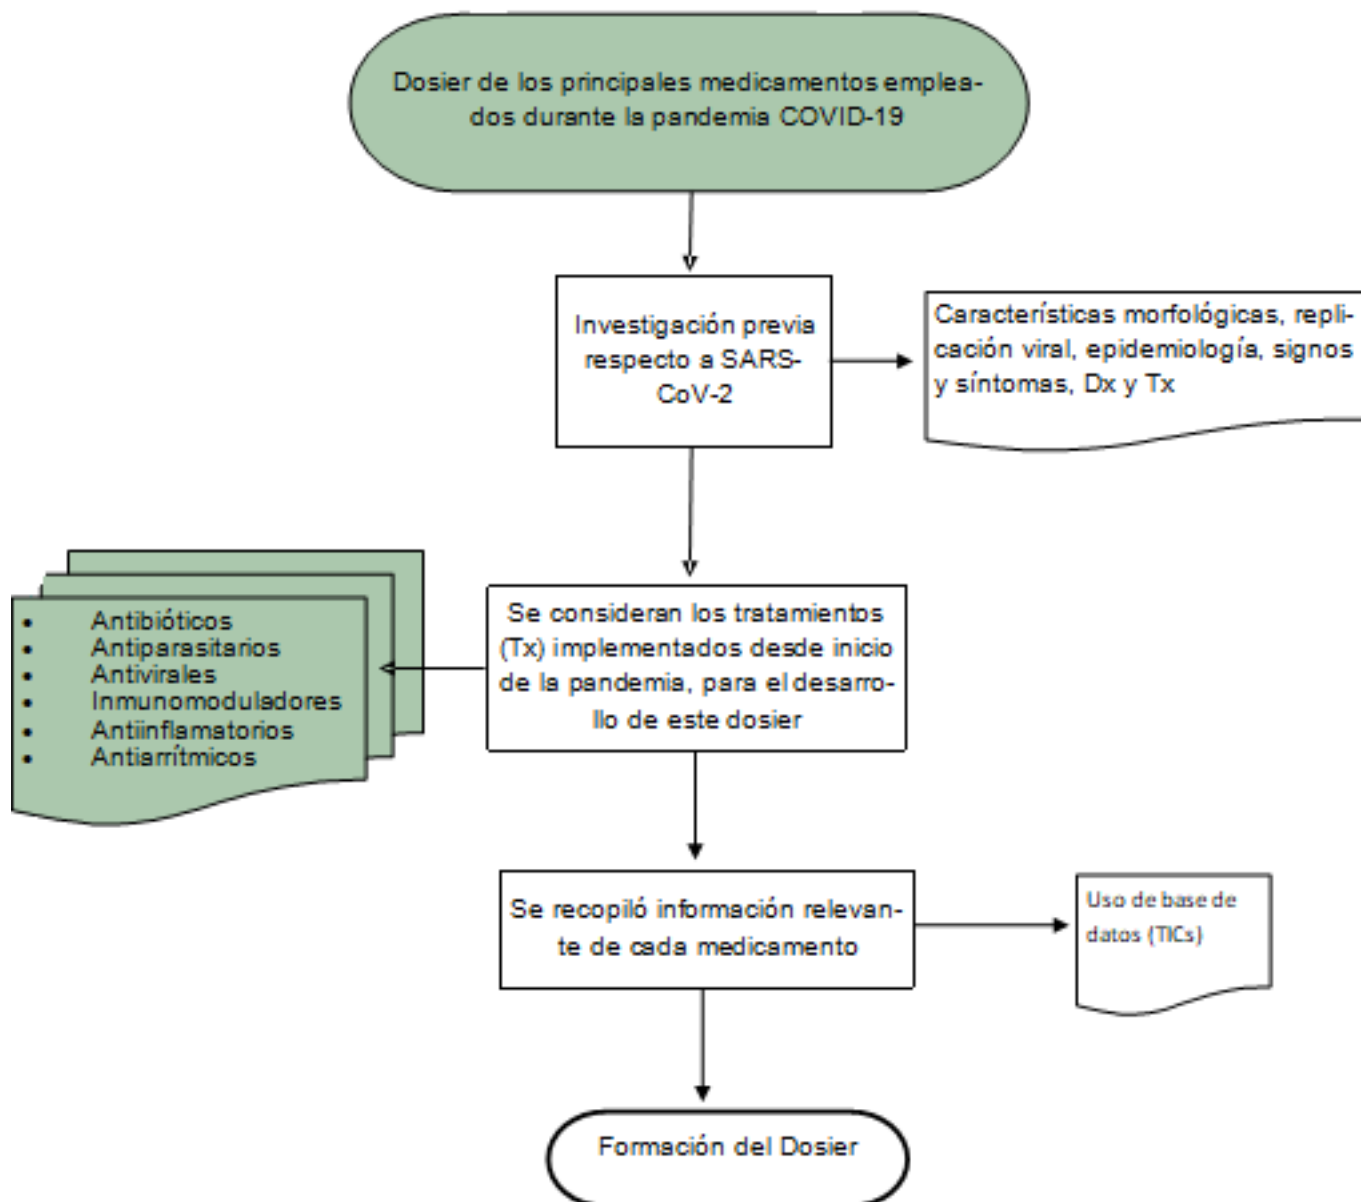 Dosier de los principales medicamentos emplea-
dos durante la pandemia COVID-19
Investigación previa
respecto a SARS-
CoV-2
Características morfológicas, repli-
cación viral, epidemiología, signos
y síntomas, Dx y Tx
Se consideran los tratamientos
(Tx) implementados desde inicio
de la pandemia, para el desarro-
llo de este dosier
• Antibióticos
• Antiparasitarios
• Antivirales
• Inmunomoduladores
• Antiinflamatorios
• Antiarrítmicos
Se recopiló información relevan-
te de cada medicamento
Uso de base de
datos (TICs)
Formación del Dosier